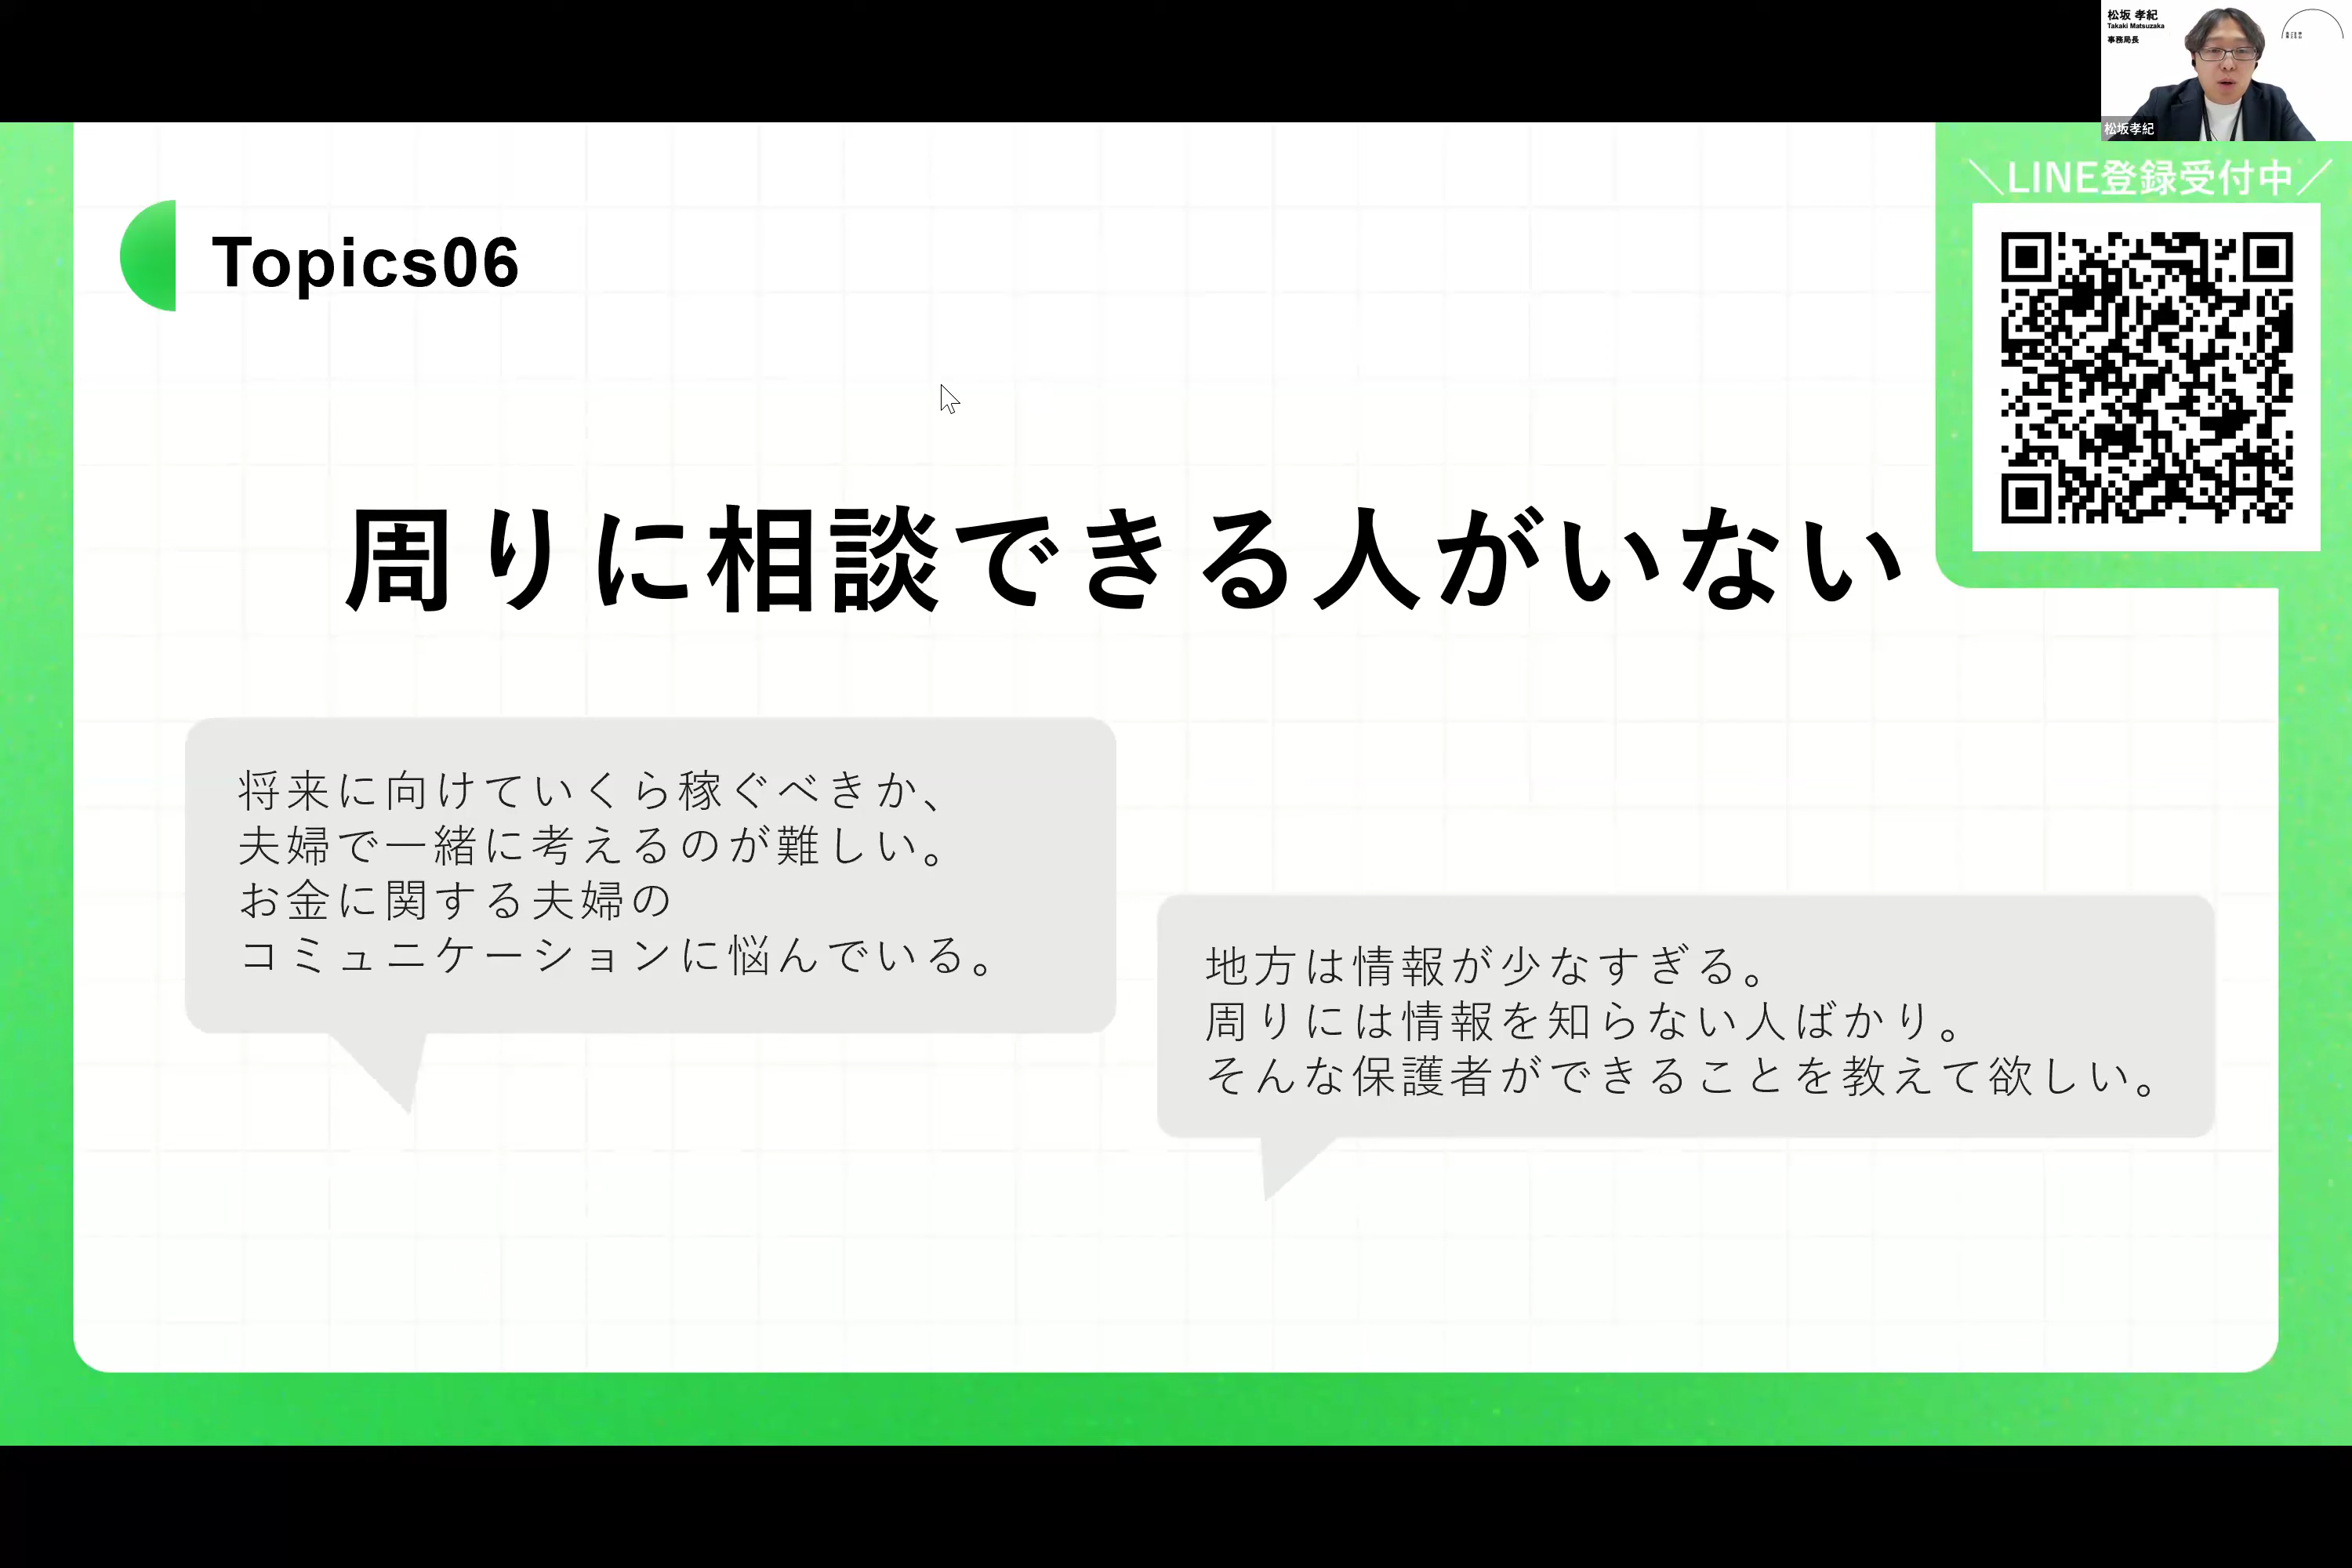 松坂 孝紀
Takaki Matsuzaka
事務局長
松坂孝紀
＼LINE登録受付中／
Topics06
周りに相談できる人がいない
将来に向けていくら稼ぐべきか、
夫婦で一緒に考えるのが難しい。
お金に関する夫婦の
コミュニケーションに悩んでいる。
地方は情報が少なすぎる。
周りには情報を知らない人ばかり。
そんな保護者ができることを教えて欲しい。